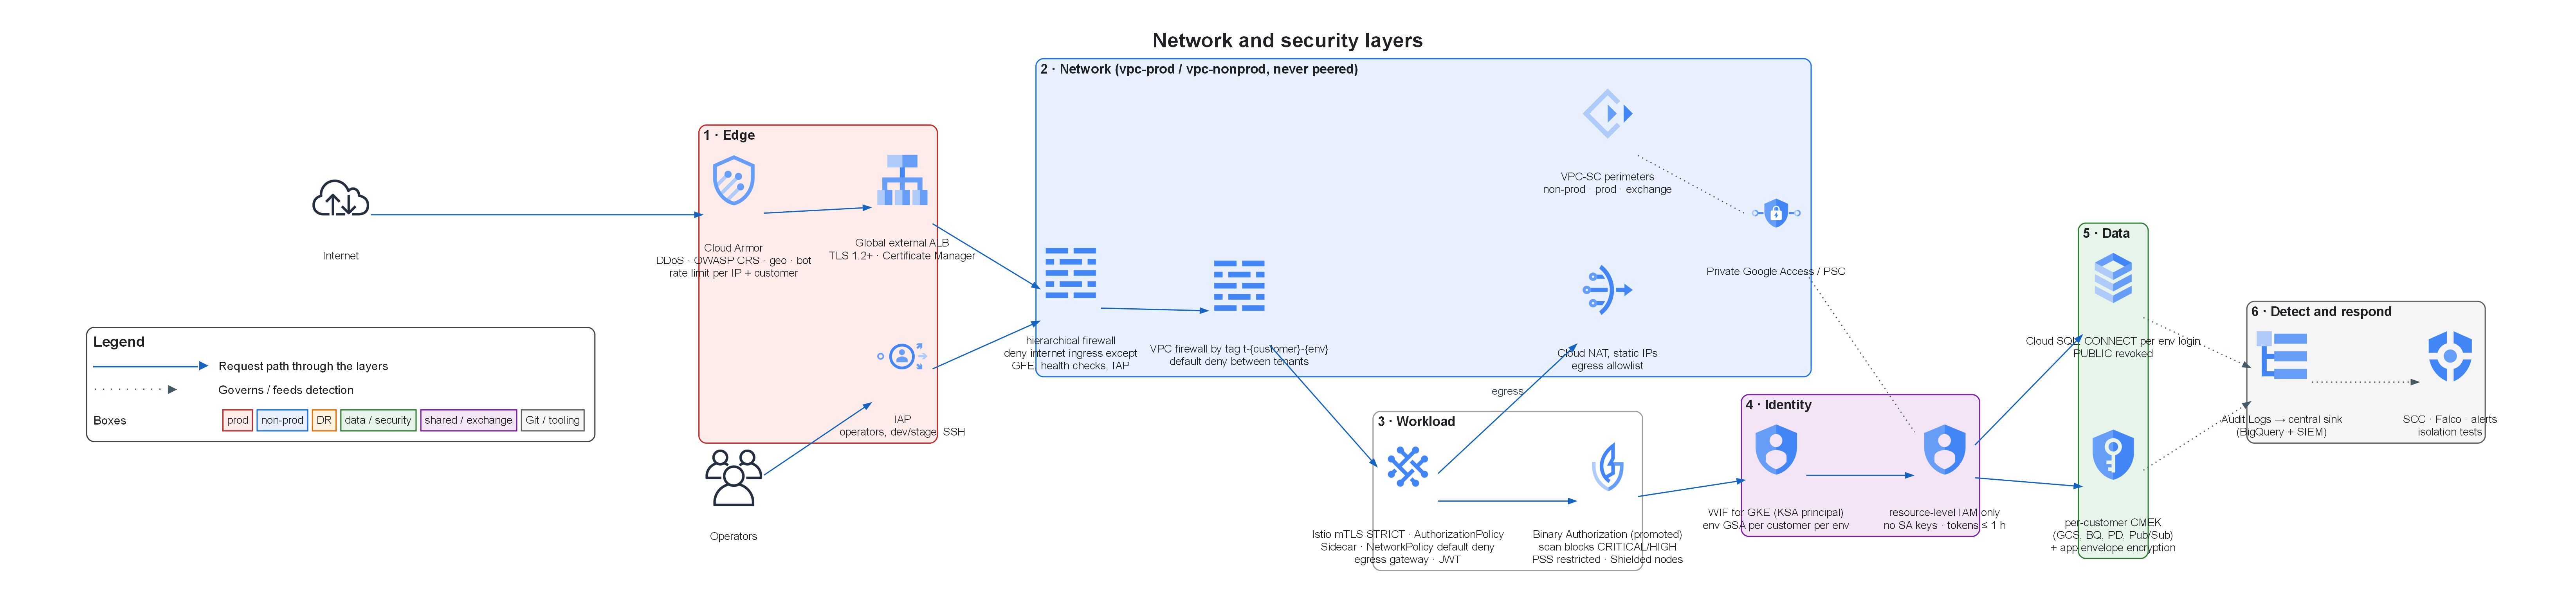 Network and security layers
1 · Edge
Cloud Armor
DDoS · OWASP CRS · geo · bot
rate limit per IP + customer
Global external ALB
TLS 1.2+ · Certificate Manager
IAP
operators, dev/stage, SSH
Internet
Operators
2 · Network (vpc-prod / vpc-nonprod, never peered)
hierarchical firewall
deny internet ingress except
GFE, health checks, IAP
VPC firewall by tag t-{customer}-{env}
default deny between tenants
VPC-SC perimeters
non-prod · prod · exchange
Cloud NAT, static IPs
egress allowlist
Private Google Access / PSC
egress
3 · Workload
Istio mTLS STRICT · AuthorizationPolicy
Sidecar · NetworkPolicy default deny
egress gateway · JWT
Binary Authorization (promoted)
scan blocks CRITICAL/HIGH
PSS restricted · Shielded nodes
4 · Identity
WIF for GKE (KSA principal)
env GSA per customer per env
resource-level IAM only
no SA keys · tokens ≤ 1 h
5 · Data
Cloud SQL: CONNECT per env login,
PUBLIC revoked
per-customer CMEK
(GCS, BQ, PD, Pub/Sub)
+ app envelope encryption
6 · Detect and respond
Audit Logs → central sink
(BigQuery + SIEM)
SCC · Falco · alerts
isolation tests
Legend
Request path through the layers
Governs / feeds detection
Boxes
prod
non-prod
DR
data / security
shared / exchange
Git / tooling